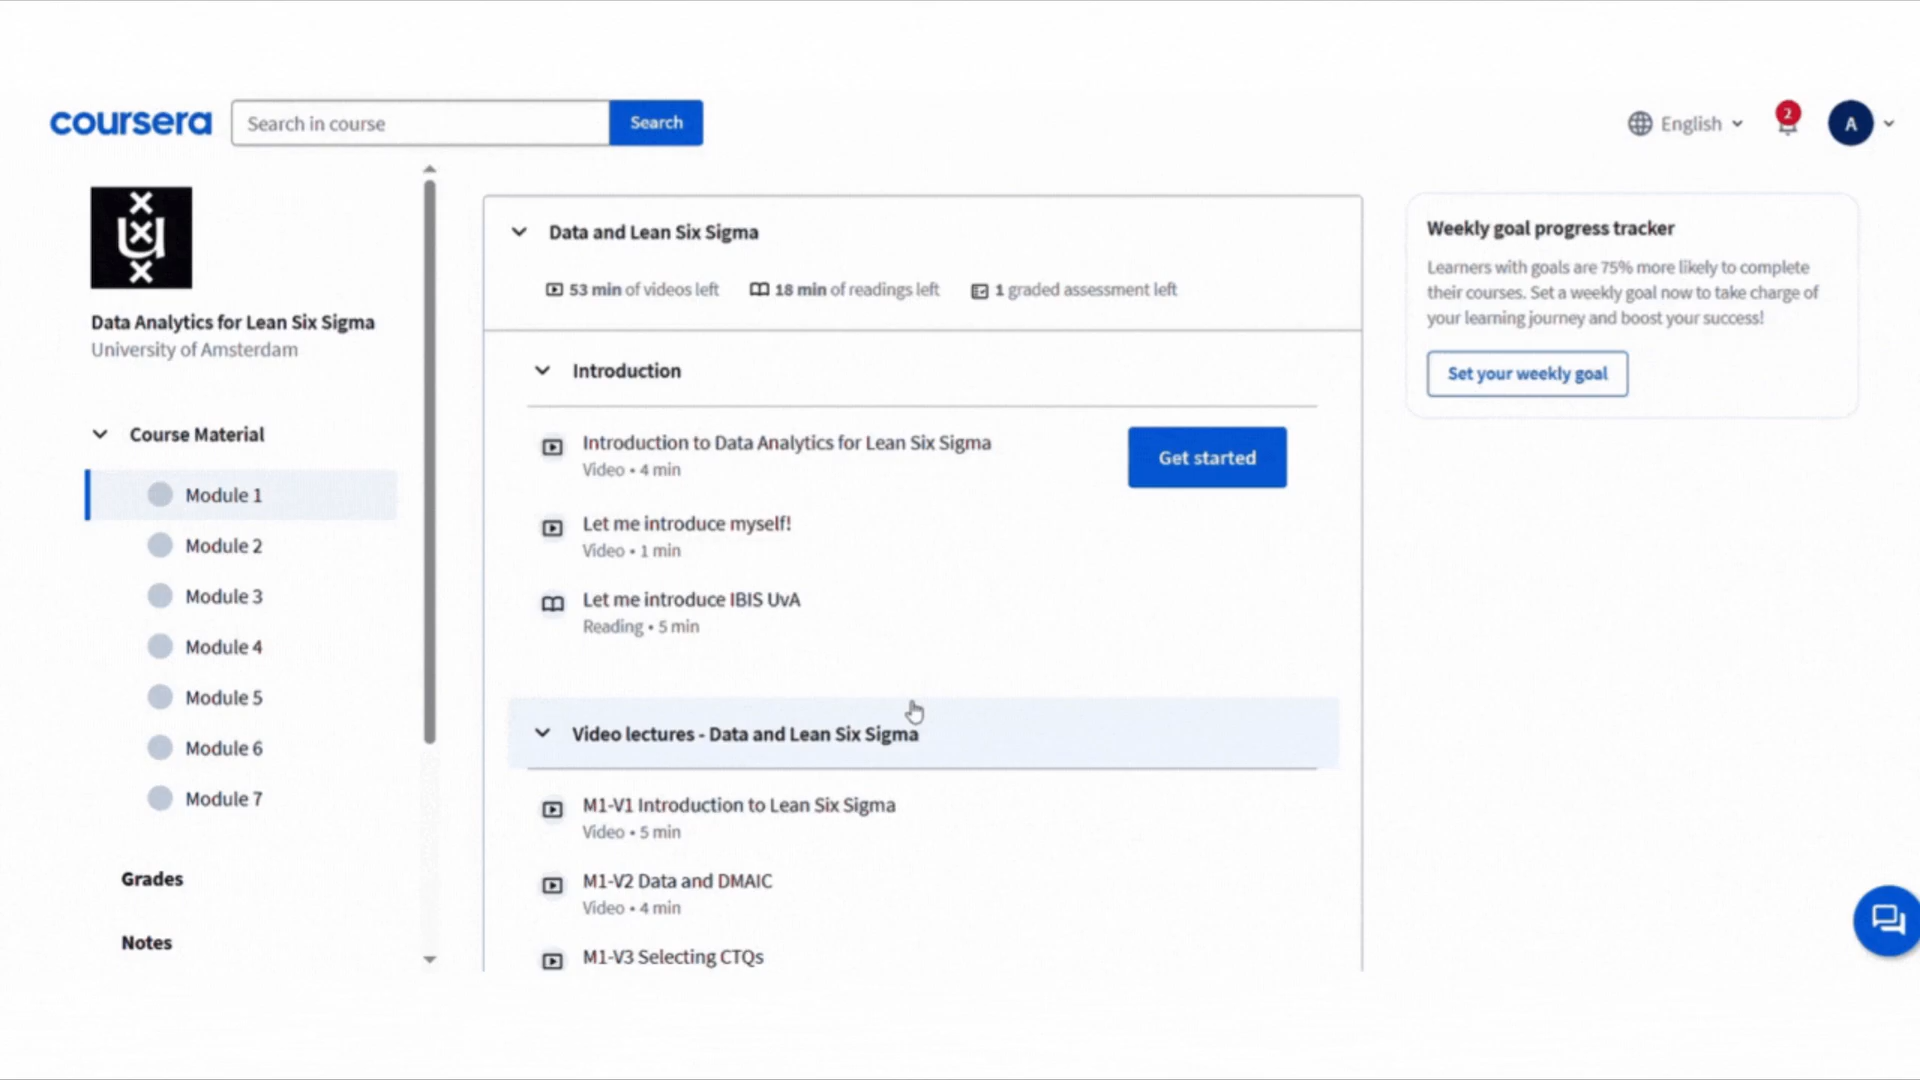 coursera
Search in course
Search
English
2
A
Data Analytics for Lean Six Sigma
University of Amsterdam
Course Material
Module 1
Module 2
Module 3
Module 4
Module 5
Module 6
Module 7
Grades
Notes
Data and Lean Six Sigma
53 min of videos left 18 min of readings left 1 graded assessment left
Introduction
Introduction to Data Analytics for Lean Six Sigma
Video • 4 min
Get started
Let me introduce myself!
Video • 1 min
Let me introduce IBIS UvA
Reading • 5 min
Video lectures - Data and Lean Six Sigma
M1-V1 Introduction to Lean Six Sigma
Video • 5 min
M1-V2 Data and DMAIC
Video • 4 min
M1-V3 Selecting CTQs
Weekly goal progress tracker
Learners with goals are 75% more likely to complete
their courses. Set a weekly goal now to take charge of
your learning journey and boost your success!
Set your weekly goal